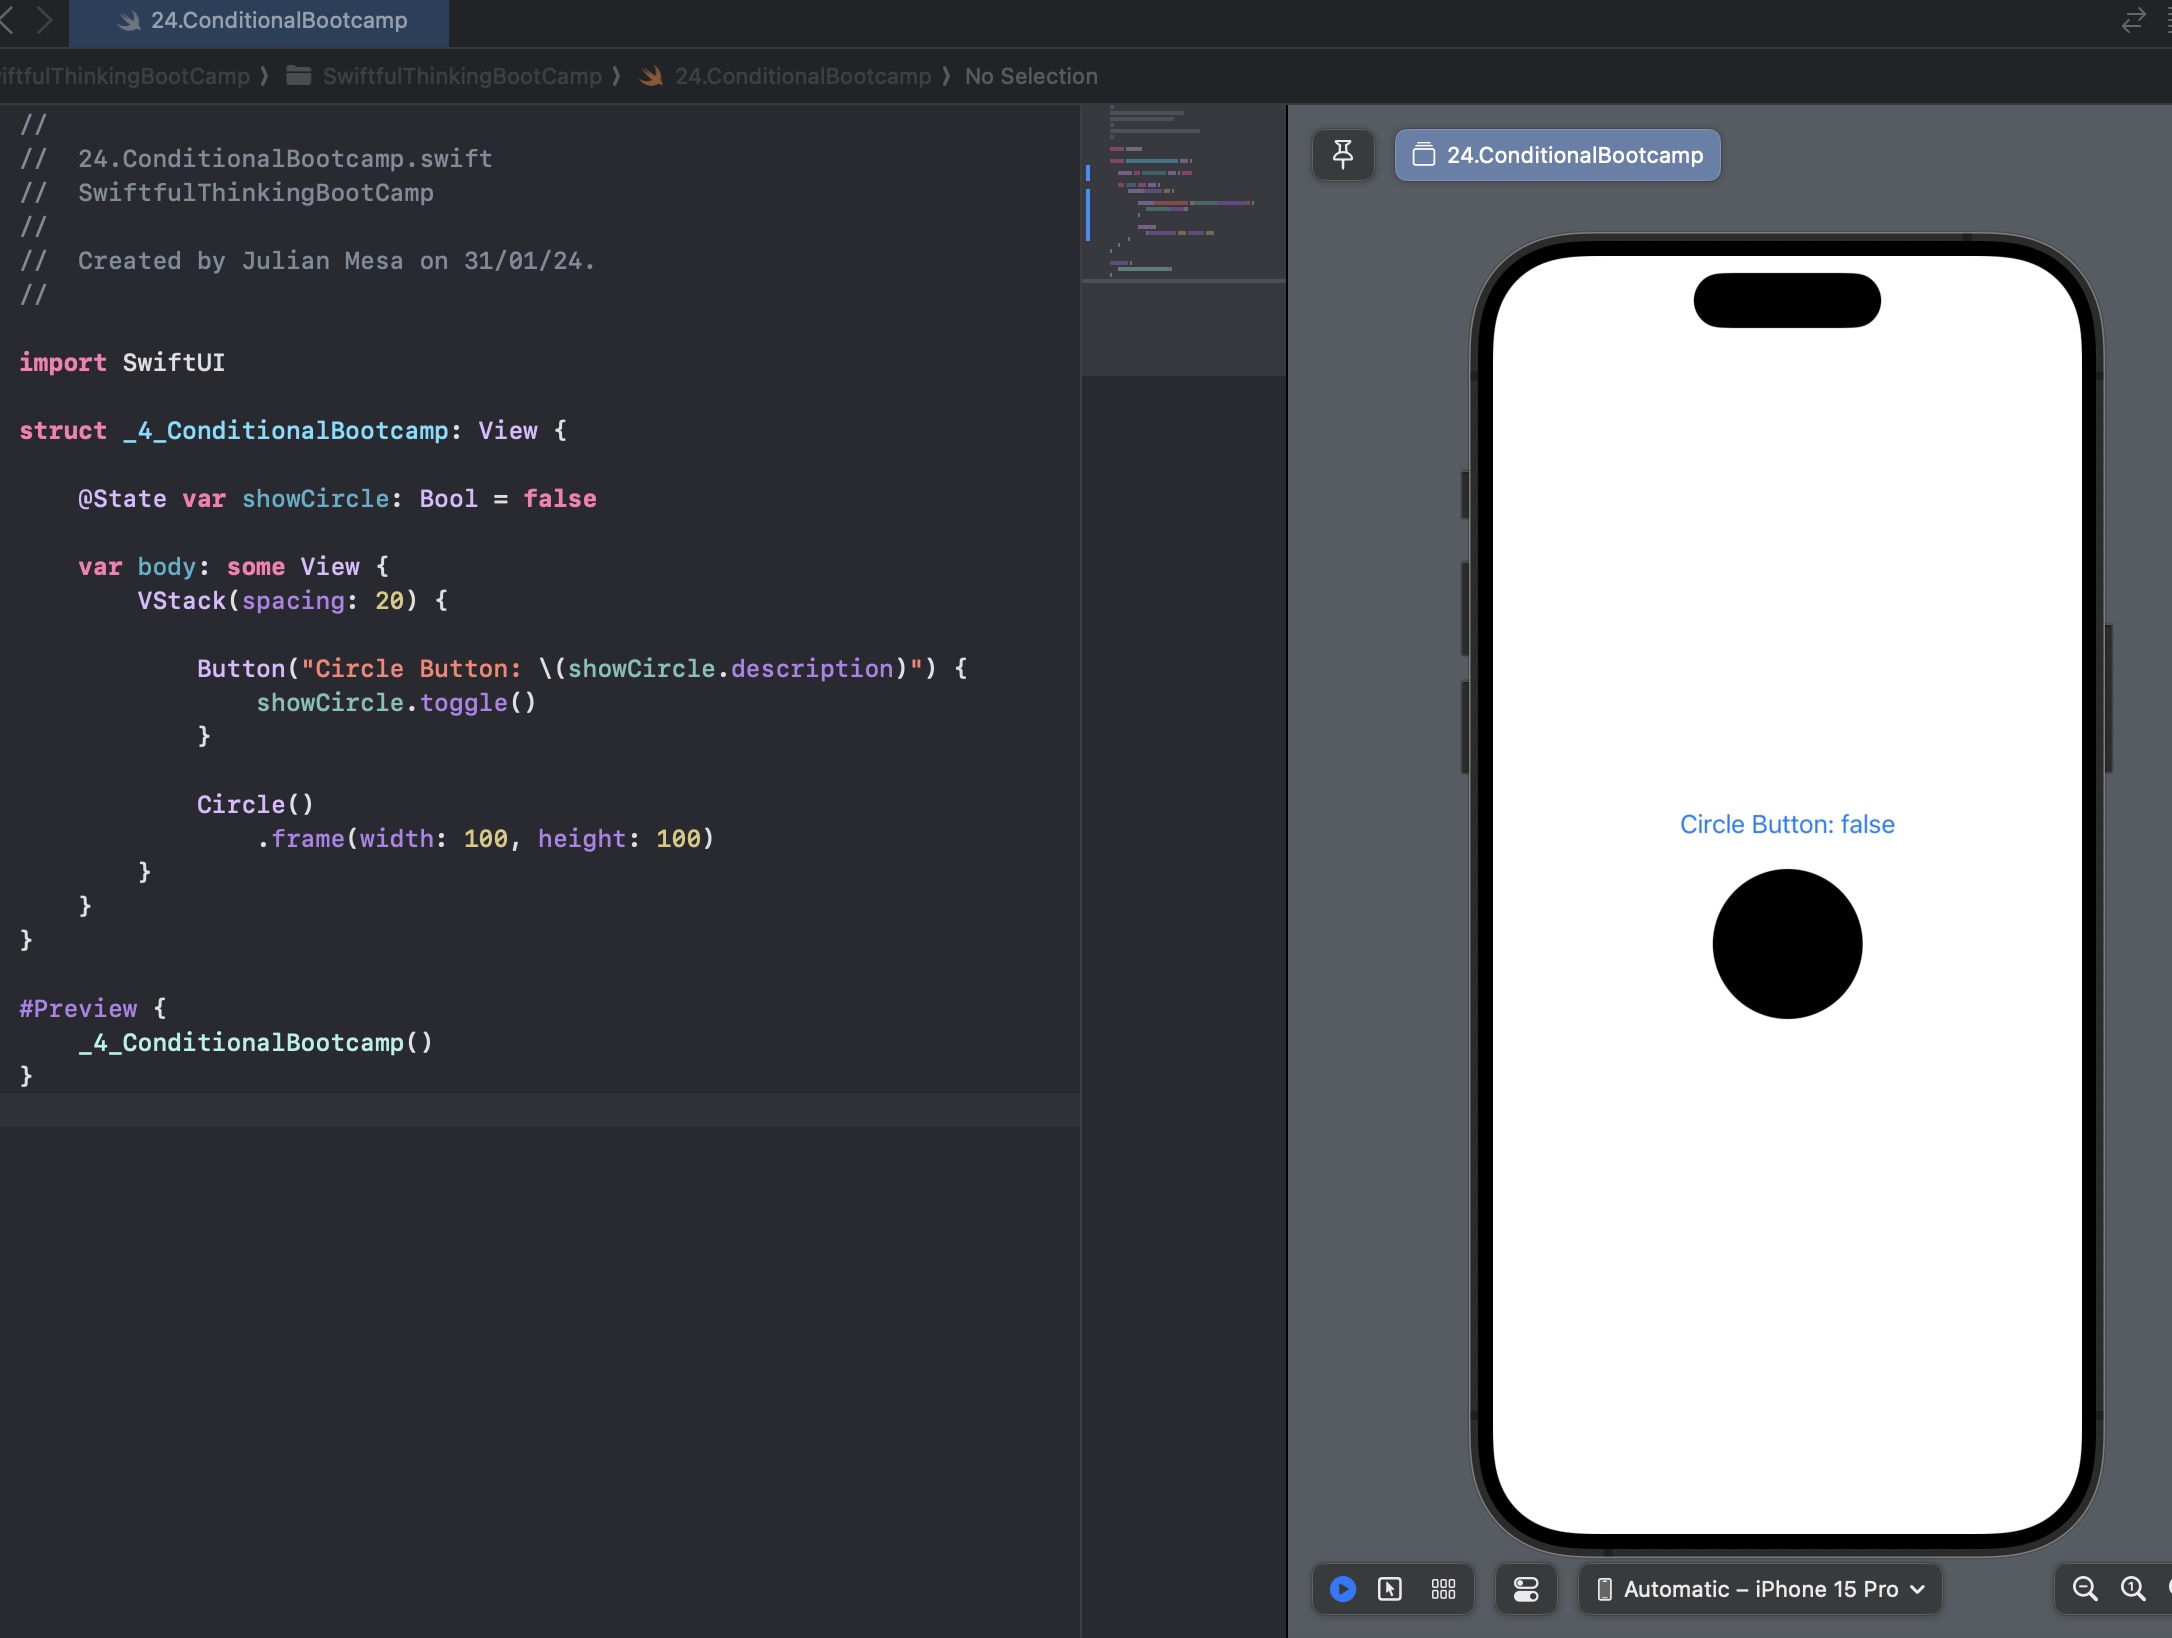 24.ConditionalBootcamp
iftfulThinkingBootCamp ⟩ SwiftfulThinkingBootCamp ⟩ 24.ConditionalBootcamp ⟩ No Selection
//
//  24.ConditionalBootcamp.swift
//  SwiftfulThinkingBootCamp
//
//  Created by Julian Mesa on 31/01/24.
//
import SwiftUI
struct _4_ConditionalBootcamp: View {
    @State var showCircle: Bool = false
    var body: some View {
        VStack(spacing: 20) {
            Button("Circle Button: \(showCircle.description)") {
                showCircle.toggle()
            }
            Circle()
                .frame(width: 100, height: 100)
        }
    }
}
#Preview {
    _4_ConditionalBootcamp()
}
24.ConditionalBootcamp
Circle Button: false
Automatic – iPhone 15 Pro